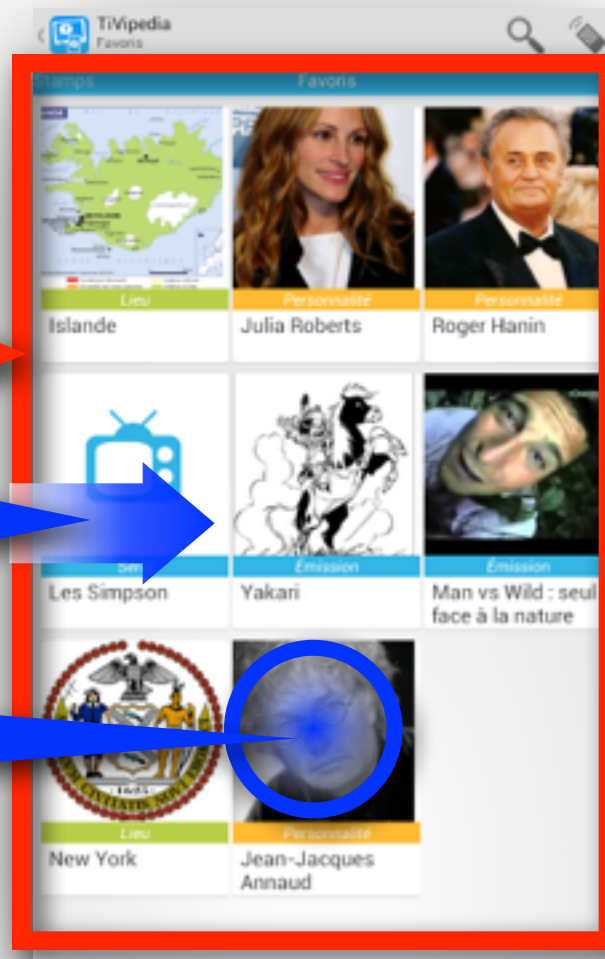 TiVipedia
Favoris
Stamps
Favoris
Lieu
Personnalité
Personnalité
Islande
Julia Roberts
Roger Hanin
Émission
Émission
Les Simpson
Yakari
Man vs Wild : seul
face à la nature
Lieu
Personnalité
New York
Jean-Jacques
Annaud